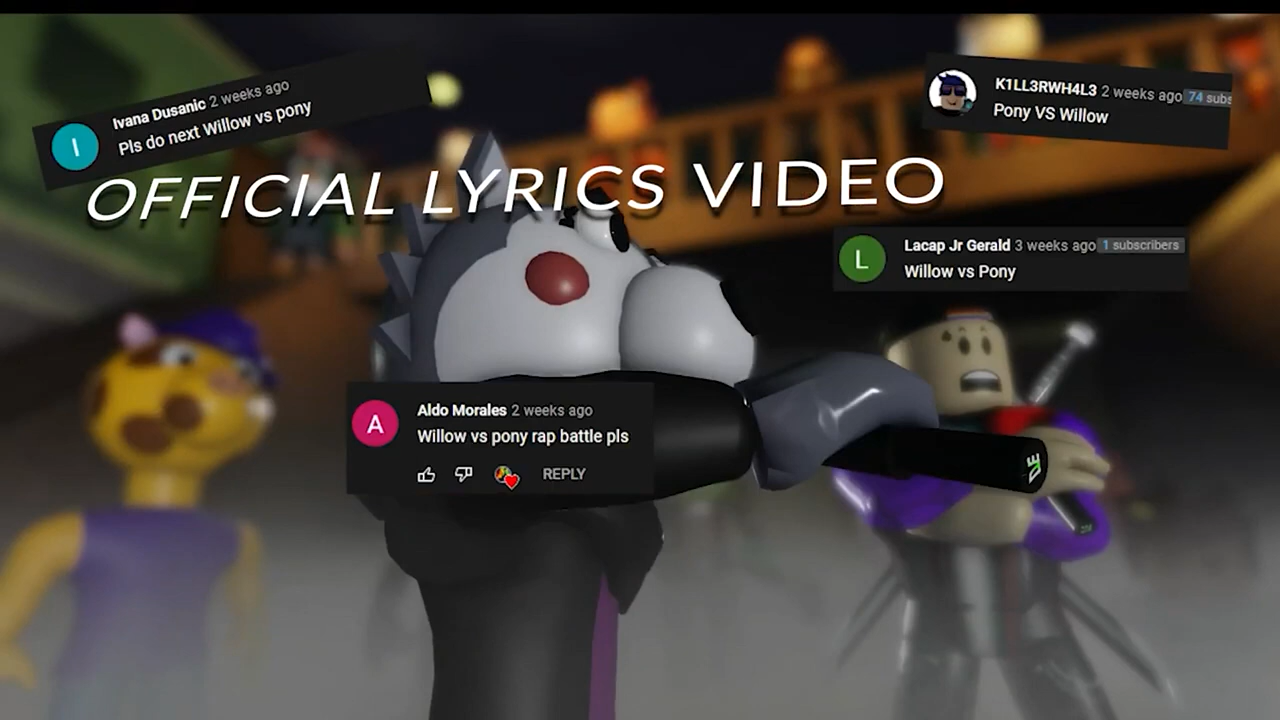 Ivana Dusanic 2 weeks ago
Pls do next Willow vs pony
I
K1LL3RWH4L3 2 weeks ago 74 subs
Pony VS Willow
OFFICIAL LYRICS VIDEO
L
Lacap Jr Gerald 3 weeks ago 1 subscribers
Willow vs Pony
A
Aldo Morales 2 weeks ago
Willow vs pony rap battle pls
REPLY